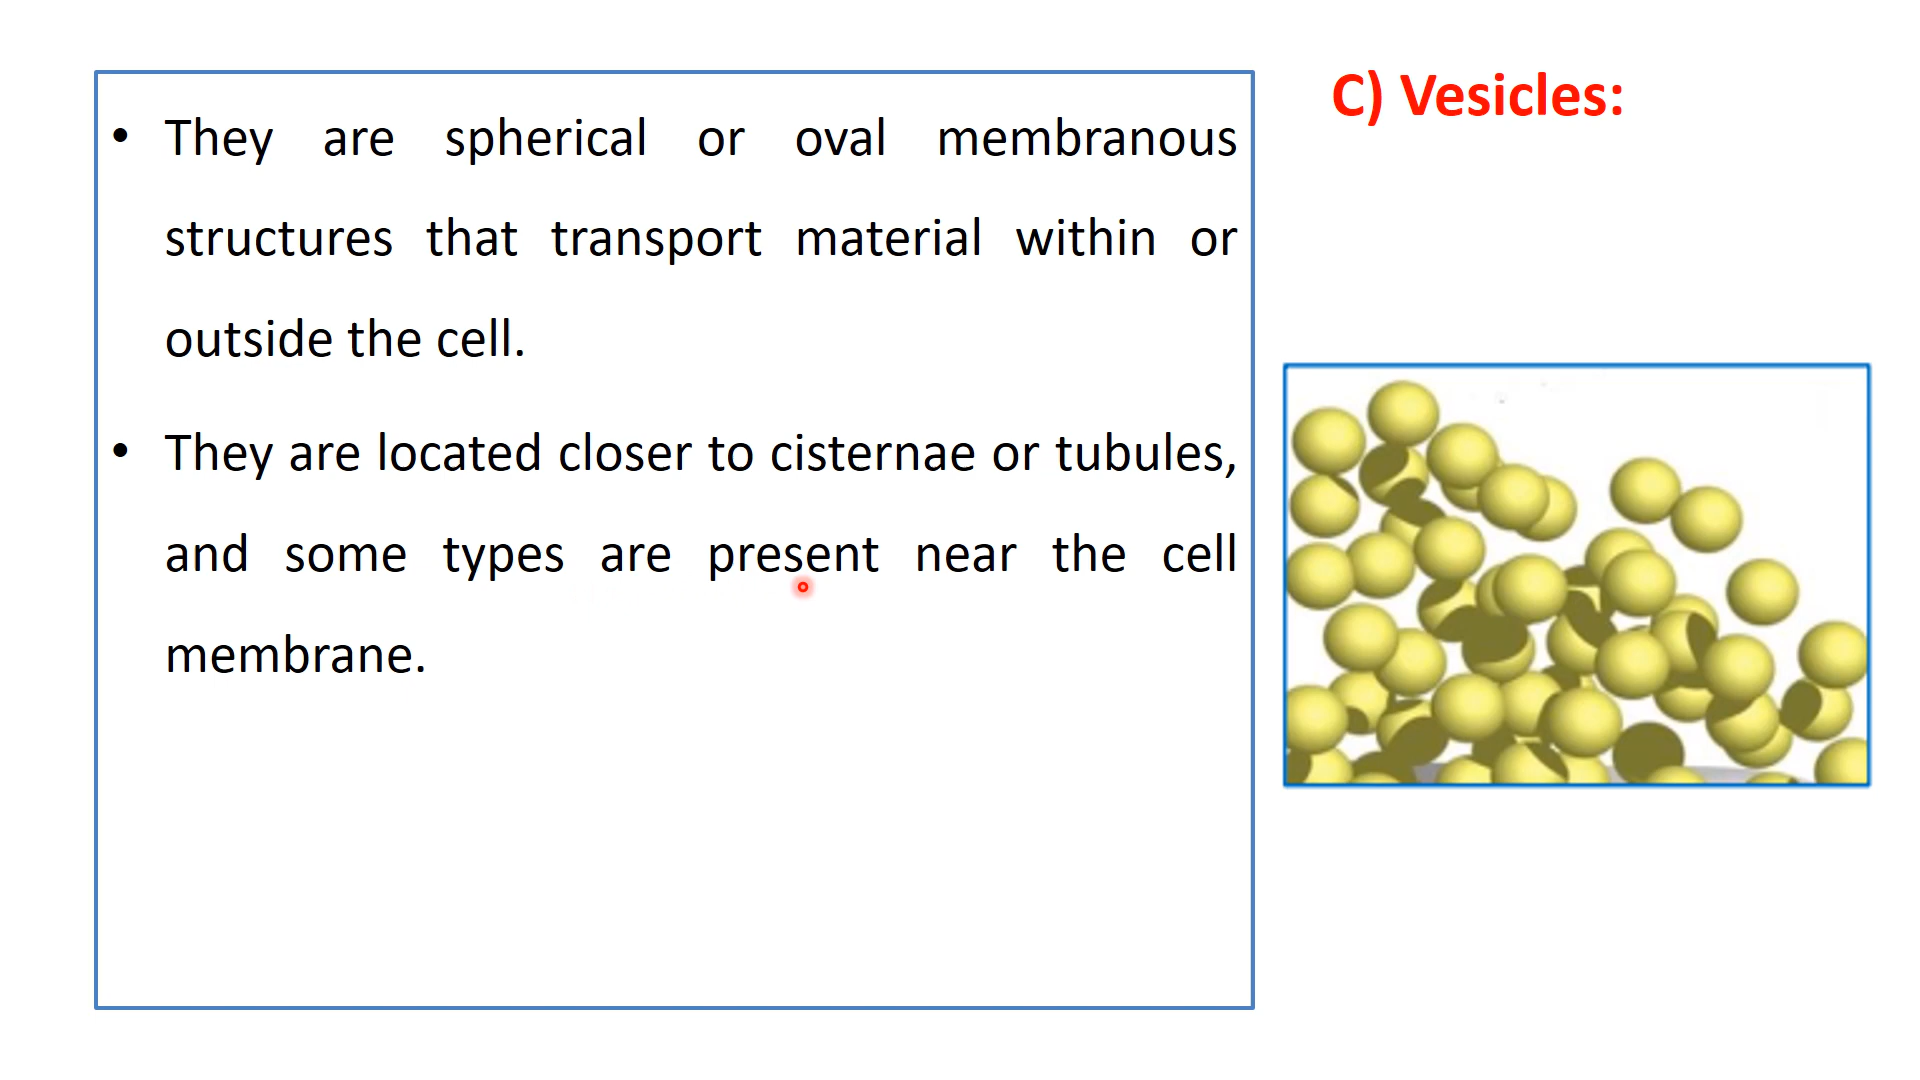 C) Vesicles:
• They are spherical or oval membranous
structures that transport material within or
outside the cell.
• They are located closer to cisternae or tubules,
and some types are present near the cell
membrane.